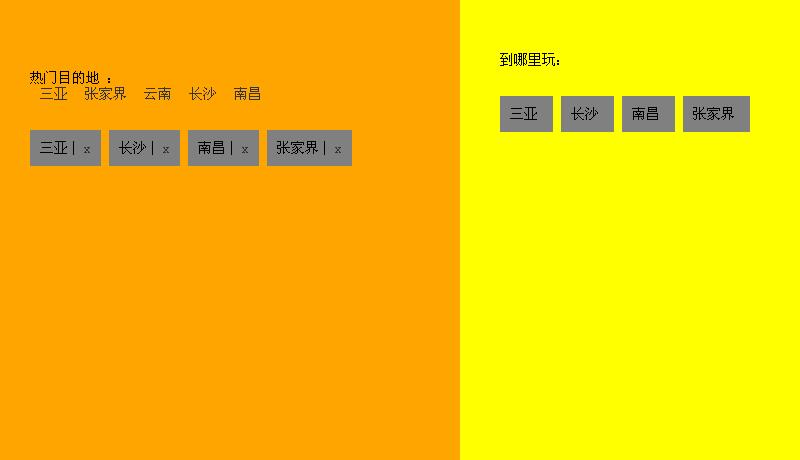 热门目的地 ：
三亚 张家界 云南 长沙 南昌
三亚 | x 长沙 | x 南昌 | x 张家界 | x
到哪里玩：
三亚 长沙 南昌 张家界